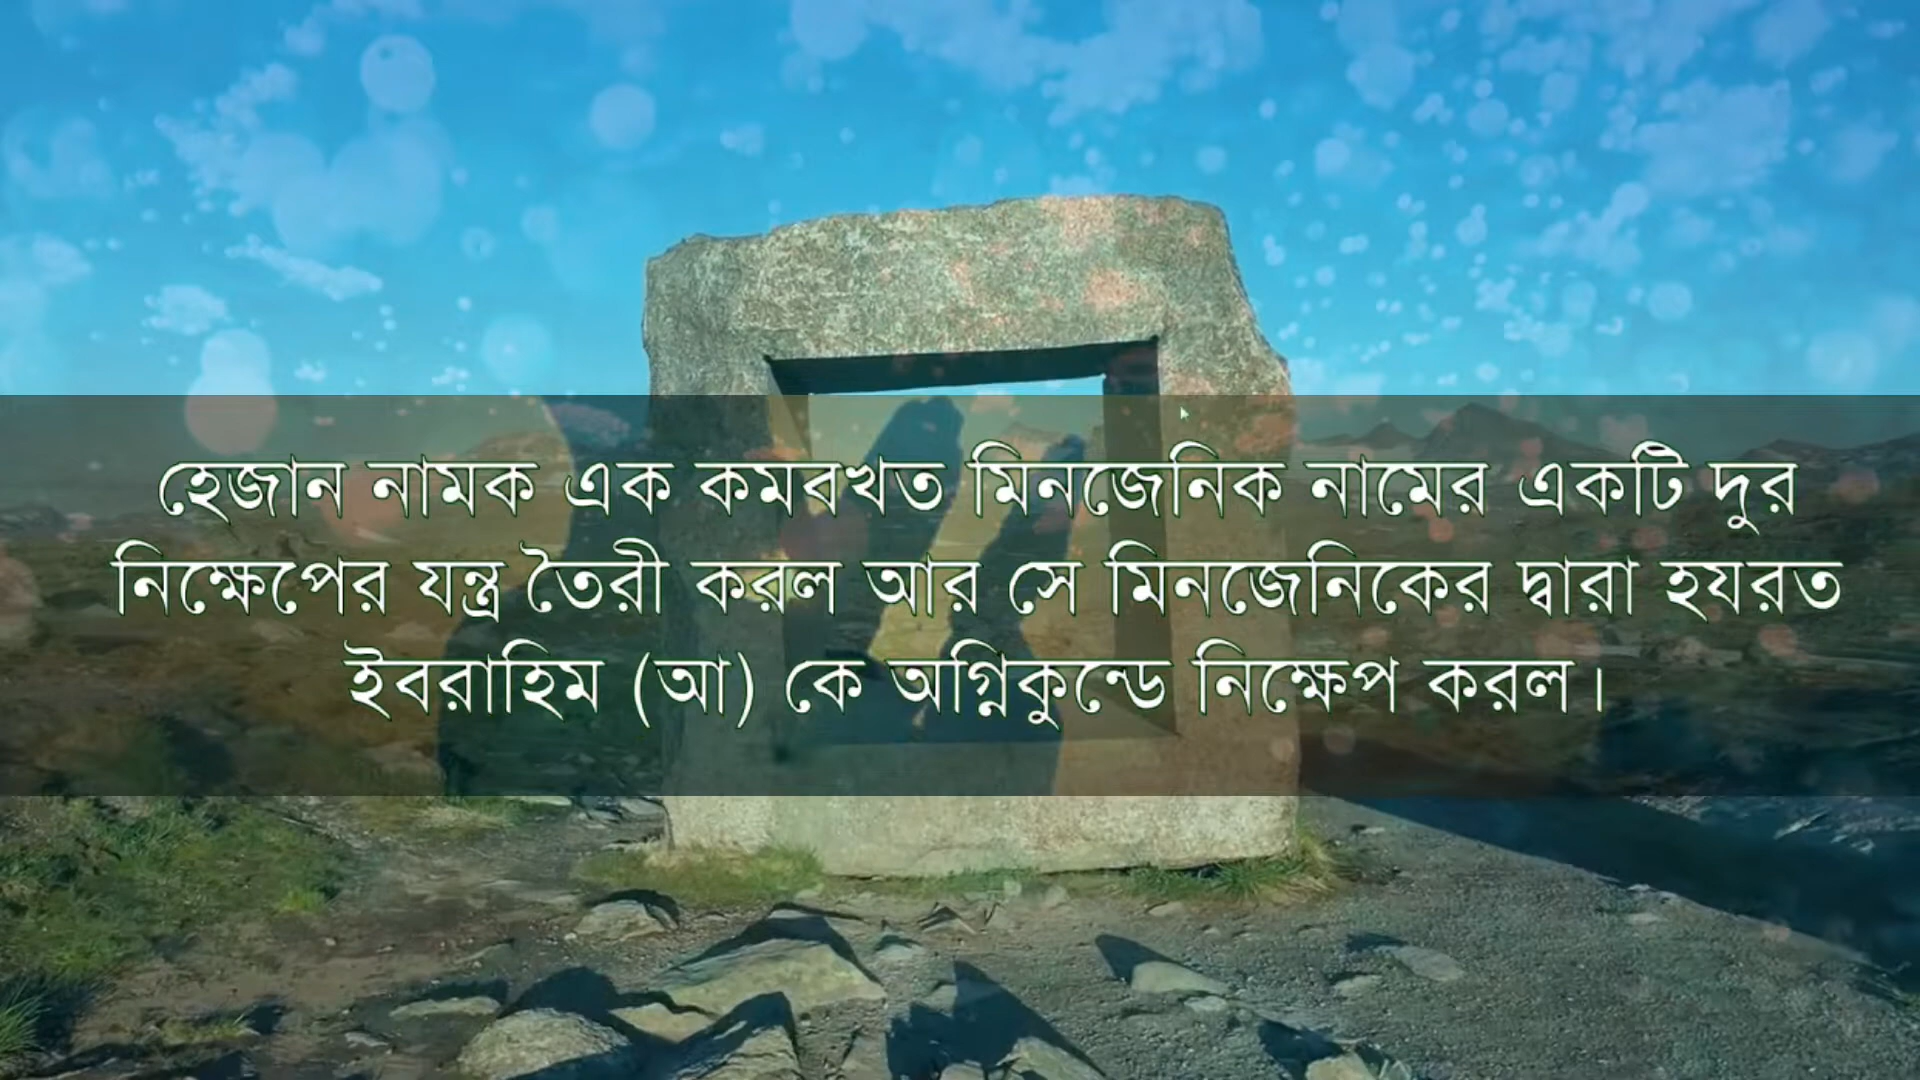 হেজান নামক এক কমবখত মিনজেনিক নামের একটি দুর
নিক্ষেপের যন্ত্র তৈরী করল আর সে মিনজেনিকের দ্বারা হযরত
ইবরাহিম (আ) কে অগ্নিকুন্ডে নিক্ষেপ করল।